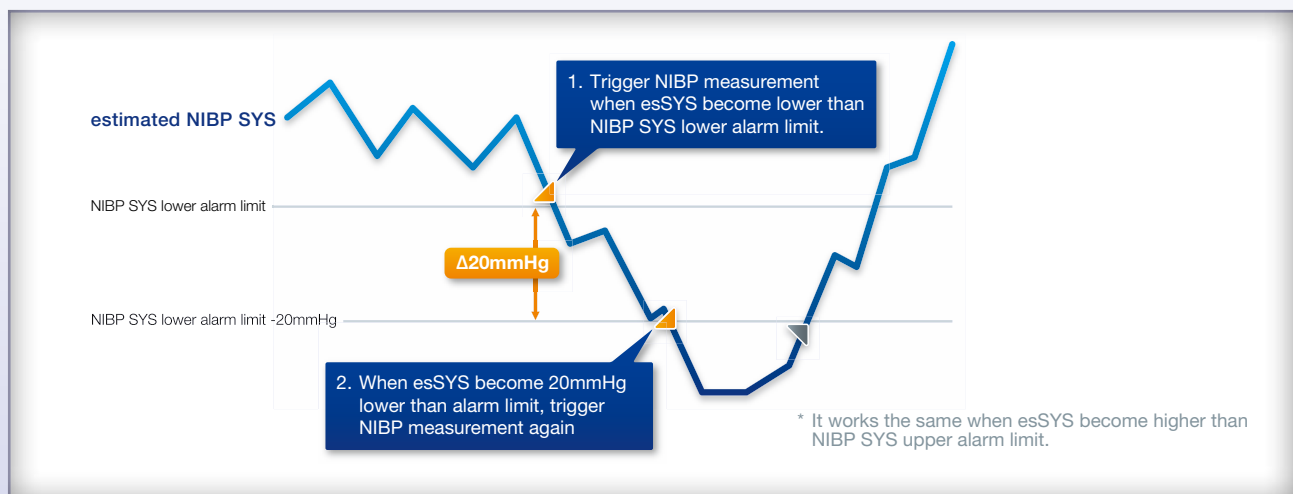 1. Trigger NIBP measurement
when esSYS become lower than
NIBP SYS lower alarm limit.
estimated NIBP SYS
NIBP SYS lower alarm limit
Δ20mmHg
NIBP SYS lower alarm limit -20mmHg
2. When esSYS become 20mmHg
lower than alarm limit, trigger
NIBP measurement again
* It works the same when esSYS become higher than
NIBP SYS upper alarm limit.